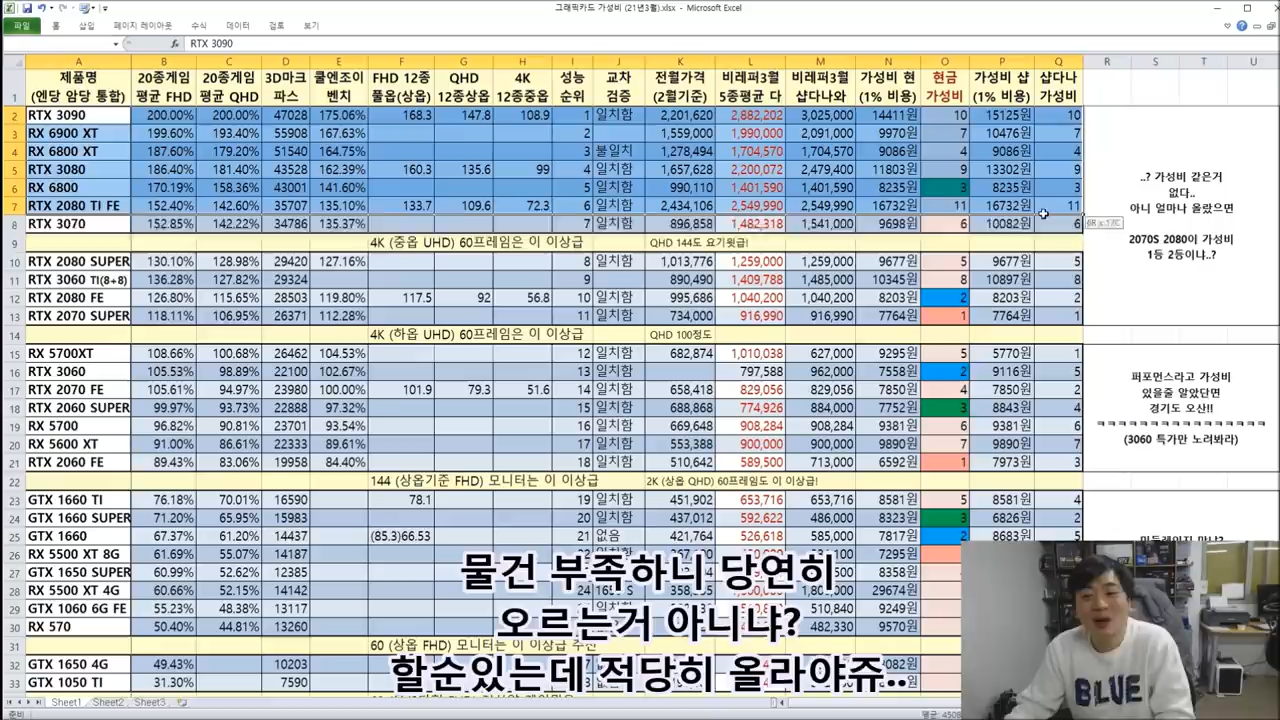 그래픽카드 가성비 (21년3월).xlsx - Microsoft Excel
파일 홈 삽입 페이지 레이아웃 수식 데이터 검토 보기
fx RTX 3090
A B C D E F G H I J K L M N O P Q R S T U
제품명 20종게임 20종게임 3D마크 쿨엔조이 FHD 12종 QHD 4K 성능 교차 전월가격 비레퍼3월 비레퍼3월 가성비 현 현금 가성비 샵 샵다나
1 (엔당 암당 통합) 평균 FHD 평균 QHD 파스 벤치 풀옵(상옵) 12종상옵 12종중옵 순위 검증 (2월기준) 5종평균 다 샵다나와 (1% 비용) 가성비 (1% 비용) 가성비
2 RTX 3090 200.00% 200.00% 47028 175.06% 168.3 147.8 108.9 1 일치함 2,201,620 2,882,202 3,025,000 14411원 10 15125원 10
3 RX 6900 XT 199.60% 193.40% 55908 167.63% 2 1,559,000 1,990,000 2,091,000 9970원 7 10476원 7
4 RX 6800 XT 187.60% 179.20% 51540 164.75% 3 불일치 1,278,494 1,704,570 1,704,570 9086원 4 9086원 4
5 RTX 3080 186.40% 181.40% 43528 162.39% 160.3 135.6 99 4 일치함 1,657,628 2,200,072 2,479,000 11803원 9 13302원 9
6 RX 6800 170.19% 158.36% 43001 141.60% 5 일치함 990,110 1,401,590 1,401,590 8235원 3 8235원 3
7 RTX 2080 TI FE 152.40% 142.60% 35707 135.10% 133.7 109.6 72.3 6 일치함 2,434,106 2,549,990 2,549,990 16732원 11 16732원 11
8 RTX 3070 152.85% 142.22% 34786 135.37% 7 일치함 896,858 1,482,318 1,541,000 9698원 6 10082원 6
..? 가성비 같은거
없다..
아니 얼마나 올랐으면
2070S 2080이 가성비
1등 2등이냐..?
9 4K (중옵 UHD) 60프레임은 이 이상급 QHD 144도 요기윗급!
10 RTX 2080 SUPER 130.10% 128.98% 29420 127.16% 8 일치함 1,013,776 1,259,000 1,259,000 9677원 5 9677원 5
11 RTX 3060 TI(8+8) 136.28% 127.82% 29324 9 일치함 890,490 1,409,788 1,485,000 10345원 8 10897원 8
12 RTX 2080 FE 126.80% 115.65% 28503 119.80% 117.5 92 56.8 10 일치함 995,686 1,040,200 1,040,200 8203원 2 8203원 2
13 RTX 2070 SUPER 118.11% 106.95% 26371 112.28% 11 일치함 734,000 916,990 916,990 7764원 1 7764원 1
14 4K (하옵 UHD) 60프레임은 이 이상급 QHD 100정도
15 RX 5700XT 108.66% 100.68% 26462 104.53% 12 일치함 682,874 1,010,038 627,000 9295원 5 5770원 1
16 RTX 3060 105.53% 98.89% 22100 102.67% 13 일치함 797,588 962,000 7558원 2 9116원 5
17 RTX 2070 FE 105.61% 94.97% 23980 100.00% 101.9 79.3 51.6 14 일치함 658,418 829,056 829,056 7850원 4 7850원 2
18 RTX 2060 SUPER 99.97% 93.73% 22888 97.32% 15 일치함 688,868 774,926 884,000 7752원 3 8843원 4
19 RX 5700 96.82% 90.81% 23701 93.54% 16 일치함 669,648 908,284 908,284 9381원 6 9381원 6
20 RX 5600 XT 91.00% 86.61% 22333 89.61% 17 일치함 553,388 900,000 900,000 9890원 7 9890원 7
21 RTX 2060 FE 89.43% 83.06% 19958 84.40% 18 일치함 510,642 589,500 713,000 6592원 1 7973원 3
퍼포먼스라고 가성비
있을줄 알았단면
경기도 오산!!
ㅋㅋㅋㅋㅋㅋㅋㅋㅋㅋㅋㅋㅋㅋㅋㅋ
(3060 특가만 노려봐라)
22 144 (상옵기준 FHD) 모니터는 이 이상급 2K (상옵 QHD) 60프레임도 이 이상급!
23 GTX 1660 TI 76.18% 70.01% 16590 78.1 19 일치함 451,902 653,716 653,716 8581원 5 8581원 4
24 GTX 1660 SUPER 71.20% 65.95% 15983 20 일치함 437,012 592,622 486,000 8323원 3 6826원 2
25 GTX 1660 67.37% 61.20% 14437 (85.3)66.53 21 없음 421,764 526,618 585,000 7817원 2 8683원 5
26 RX 5500 XT 8G 61.69% 55.07% 14187 7295원
27 GTX 1650 SUPER 60.99% 52.62% 12385 8358원
28 RX 5500 XT 4G 60.66% 52.15% 14142 24 29674원
29 GTX 1060 6G FE 55.23% 48.38% 13117 510,840 9249원
30 RX 570 50.40% 44.81% 13260 482,330 9570원
31 60 (상옵 FHD) 모니터는 이 이상급 추천
32 GTX 1650 4G 49.43% 10203
33 GTX 1050 TI 31.30% 7590
물건 부족하니 당연히
오르는거 아니냐?
할순있는데 적당히 올라야쥬..
BLUE
Sheet1 Sheet2 Sheet3
준비